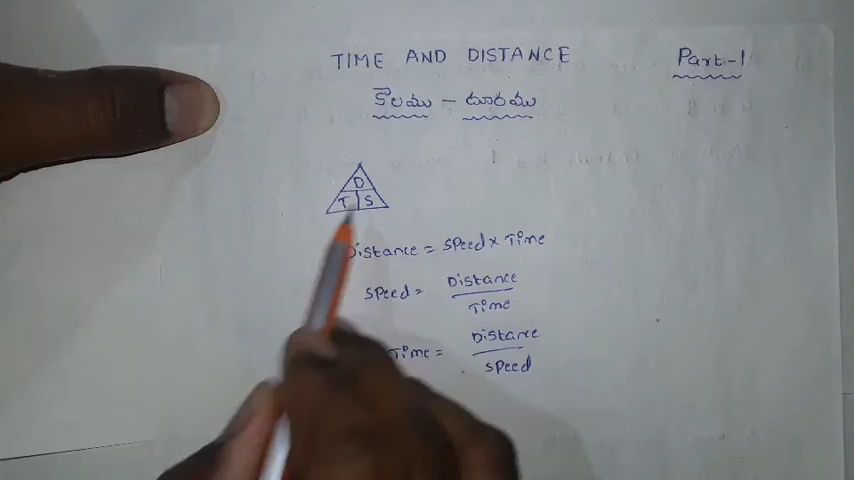 TIME AND DISTANCE Part-1
కాలము - దూరము
D
T S
Distance = Speed × Time
Speed = Distance / Time
Time = Distance / Speed